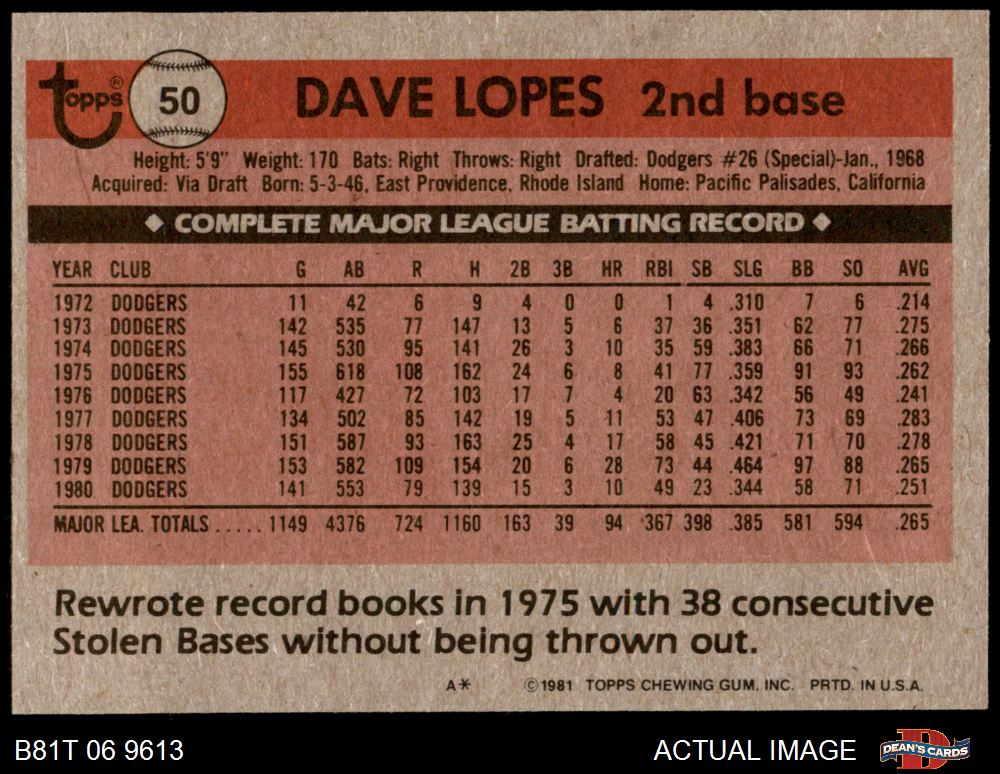 Topps® 50 DAVE LOPES 2nd base
Height: 5'9" Weight: 170 Bats: Right Throws: Right Drafted: Dodgers #26 (Special)-Jan., 1968
Acquired: Via Draft Born: 5-3-46, East Providence, Rhode Island Home: Pacific Palisades, California
◆ COMPLETE MAJOR LEAGUE BATTING RECORD ◆
YEAR CLUB G AB R H 2B 3B HR RBI SB SLG BB SO AVG
1972 DODGERS 11 42 6 9 4 0 0 1 4 .310 7 6 .214
1973 DODGERS 142 535 77 147 13 5 6 37 36 .351 62 77 .275
1974 DODGERS 145 530 95 141 26 3 10 35 59 .383 66 71 .266
1975 DODGERS 155 618 108 162 24 6 8 41 77 .359 91 93 .262
1976 DODGERS 117 427 72 103 17 7 4 20 63 .342 56 49 .241
1977 DODGERS 134 502 85 142 19 5 11 53 47 .406 73 69 .283
1978 DODGERS 151 587 93 163 25 4 17 58 45 .421 71 70 .278
1979 DODGERS 153 582 109 154 20 6 28 73 44 .464 97 88 .265
1980 DODGERS 141 553 79 139 15 3 10 49 23 .344 58 71 .251
MAJOR LEA. TOTALS ..... 1149 4376 724 1160 163 39 94 367 398 .385 581 594 .265
Rewrote record books in 1975 with 38 consecutive
Stolen Bases without being thrown out.
A* © 1981 TOPPS CHEWING GUM, INC. PRTD. IN U.S.A.
B81T 06 9613 ACTUAL IMAGE DEAN'S CARDS